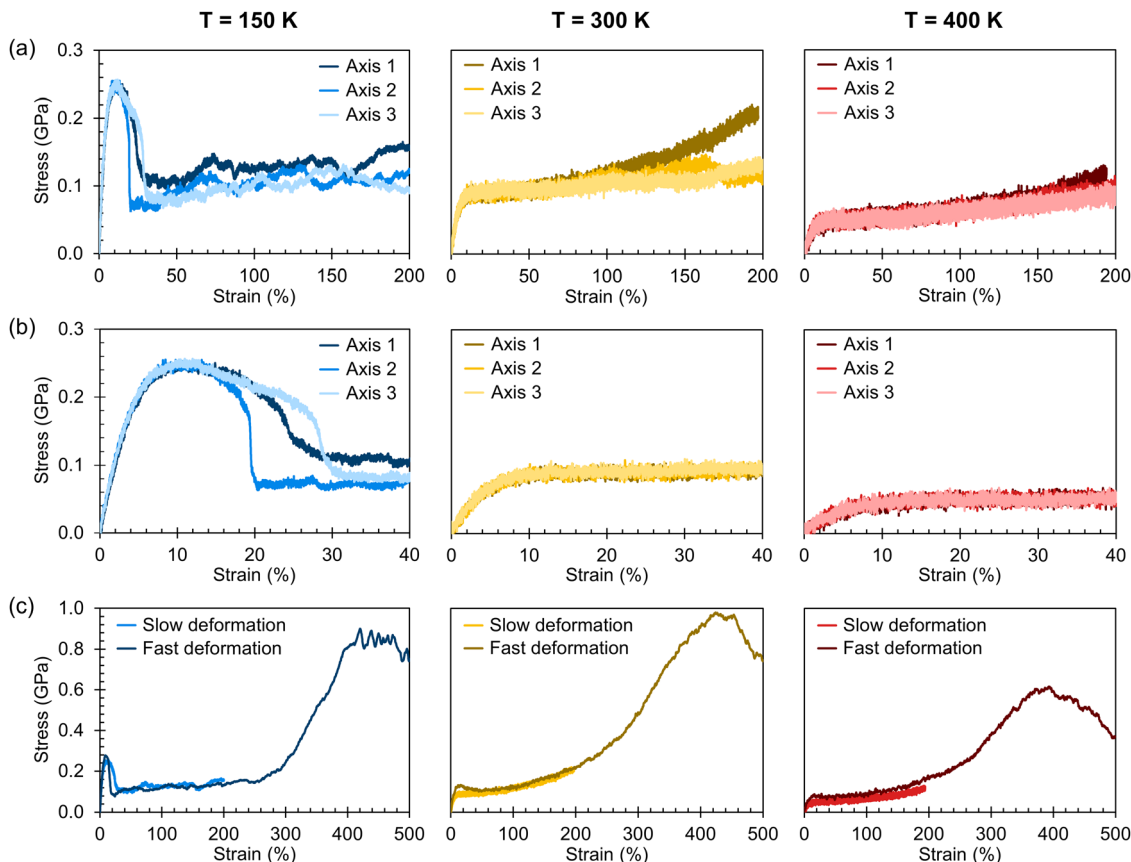 T = 150 K T = 300 K T = 400 K
(a)
Stress (GPa)
0.3
0.2
0.1
0.0
Axis 1
Axis 2
Axis 3
0 50 100 150 200
Strain (%)
Axis 1
Axis 2
Axis 3
0 50 100 150 200
Strain (%)
Axis 1
Axis 2
Axis 3
0 50 100 150 200
Strain (%)
(b)
Stress (GPa)
0.3
0.2
0.1
0.0
Axis 1
Axis 2
Axis 3
0 10 20 30 40
Strain (%)
Axis 1
Axis 2
Axis 3
0 10 20 30 40
Strain (%)
Axis 1
Axis 2
Axis 3
0 10 20 30 40
Strain (%)
(c)
Stress (GPa)
1.0
0.8
0.6
0.4
0.2
0.0
Slow deformation
Fast deformation
0 100 200 300 400 500
Strain (%)
Slow deformation
Fast deformation
0 100 200 300 400 500
Strain (%)
Slow deformation
Fast deformation
0 100 200 300 400 500
Strain (%)